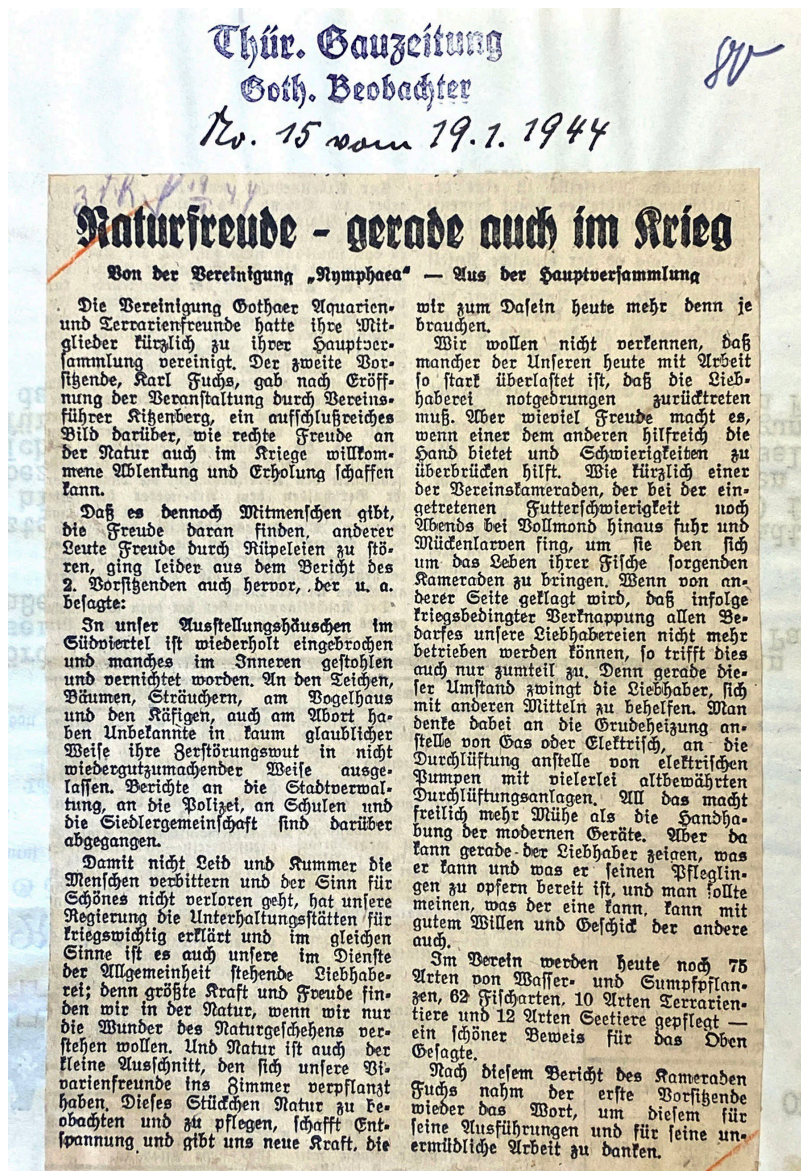 Thür. Gauzeitung
Goth. Beobachter
No. 15 vom 19.1.1944
Naturfreude – gerade auch im Krieg
Von der Vereinigung „Nymphaea“ — Aus der Hauptversammlung
Die Vereinigung Gothaer Aquarien-
und Terrarienfreunde hatte ihre Mit-
glieder kürzlich zu ihrer Hauptver-
sammlung vereinigt. Der zweite Vor-
sitzende, Karl Fuchs, gab nach Eröff-
nung der Veranstaltung durch Vereins-
führer Kitzenberg, ein aufschlußreiches
Bild darüber, wie rechte Freude an
der Natur auch im Kriege willkom-
mene Ablenkung und Erholung schaffen
kann.
Daß es dennoch Mitmenschen gibt,
die Freude daran finden, anderer
Leute Freude durch Rüpeleien zu stö-
ren, ging leider aus dem Bericht des
2. Vorsitzenden auch hervor, der u. a.
besagte:
In unser Ausstellungshäuschen im
Südviertel ist wiederholt eingebrochen
und manches im Inneren gestohlen
und vernichtet worden. An den Teichen,
Bäumen, Sträuchern, am Vogelhaus
und den Käfigen, auch am Abort ha-
ben Unbekannte in kaum glaublicher
Weise ihre Zerstörungswut in nicht
wiedergutzumachender Weise ausge-
lassen. Berichte an die Stadtverwal-
tung, an die Polizei, an Schulen und
die Siedlergemeinschaft sind darüber
abgegangen.
Damit nicht Leid und Kummer die
Menschen verbittern und der Sinn für
Schönes nicht verloren geht, hat unsere
Regierung die Unterhaltungsstätten für
kriegswichtig erklärt und im gleichen
Sinne ist es auch unsere im Dienste
der Allgemeinheit stehende Liebhabe-
rei; denn größte Kraft und Freude fin-
den wir in der Natur, wenn wir nur
die Wunder des Naturgeschehens ver-
stehen wollen. Und Natur ist auch der
kleine Ausschnitt, den sich unsere Vi-
varienfreunde ins Zimmer verpflanzt
haben. Dieses Stückchen Natur zu be-
obachten und zu pflegen, schafft Ent-
spannung und gibt uns neue Kraft, die
wir zum Dasein heute mehr denn je
brauchen.
Wir wollen nicht verkennen, daß
mancher der Unseren heute mit Arbeit
so stark überlastet ist, daß die Lieb-
haberei notgedrungen zurücktreten
muß. Aber wieviel Freude macht es,
wenn einer dem anderen hilfreich die
Hand bietet und Schwierigkeiten zu
überbrücken hilft. Wie kürzlich einer
der Vereinskameraden, der bei der ein-
getretenen Futterschwierigkeit noch
Abends bei Vollmond hinaus fuhr und
Mückenlarven fing, um sie den sich
um das Leben ihrer Fische sorgenden
Kameraden zu bringen. Wenn von an-
derer Seite geklagt wird, daß infolge
kriegsbedingter Verknappung allen Be-
darfes unsere Liebhabereien nicht mehr
betrieben werden können, so trifft dies
auch nur zumteil zu. Denn gerade die-
ser Umstand zwingt die Liebhaber, sich
mit anderen Mitteln zu behelfen. Man
denke dabei an die Grudeheizung an-
stelle von Gas oder Elektrisch, an die
Durchlüftung anstelle von elektrischen
Pumpen mit vielerlei altbewährten
Durchlüftungsanlagen. All das macht
freilich mehr Mühe als die Handha-
bung der modernen Geräte. Aber da
kann gerade der Liebhaber zeigen, was
er kann und was er seinen Pfleglin-
gen zu opfern bereit ist, und man sollte
meinen, was der eine kann, kann mit
gutem Willen und Geschick der andere
auch.
Im Verein werden heute noch 75
Arten von Wasser- und Sumpfpflan-
zen, 62 Fischarten, 10 Arten Terrarien-
tiere und 12 Arten Seetiere gepflegt —
ein schöner Beweis für das Oben
Gesagte.
Nach diesem Bericht des Kameraden
Fuchs nahm der erste Vorsitzende
wieder das Wort, um diesem für
seine Ausführungen und für seine un-
ermüdliche Arbeit zu danken.